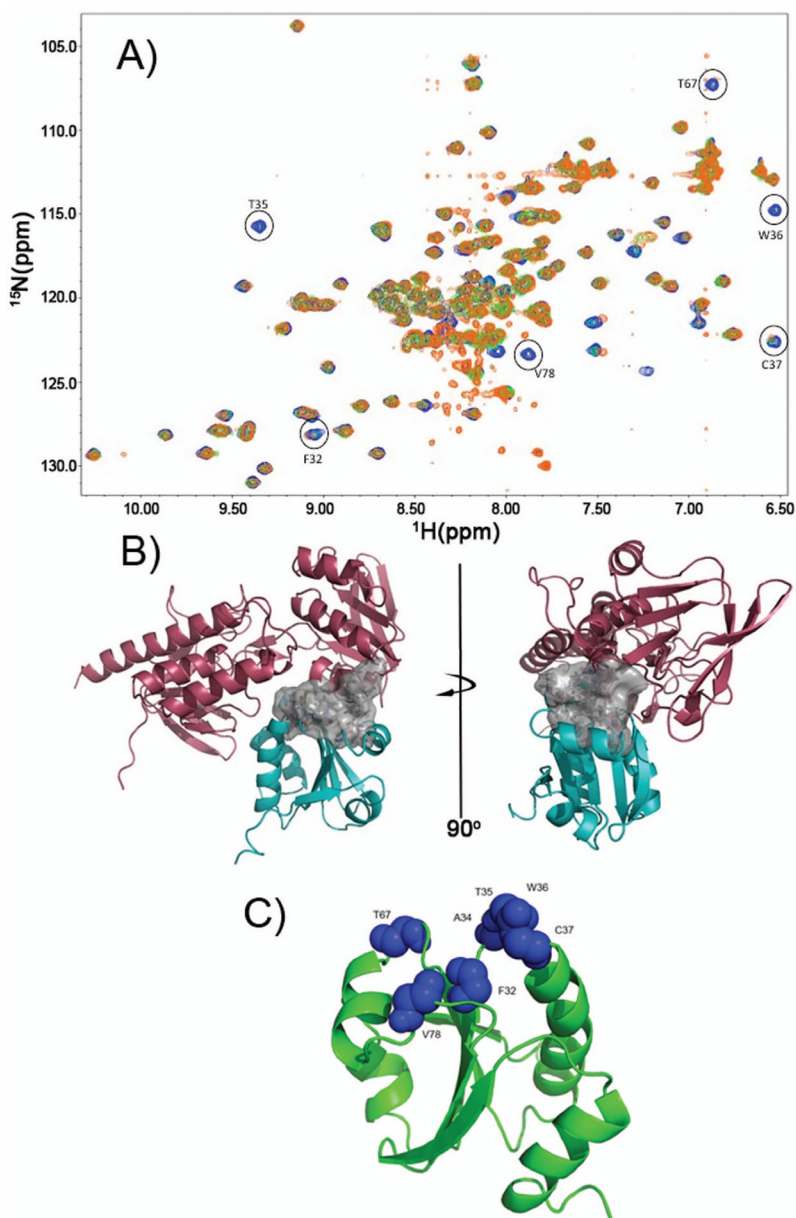 A)
105.0
110.0
115.0
120.0
125.0
130.0
15N(ppm)
T67
T35
W36
C37
V78
F32
10.00 9.50 9.00 8.50 8.00 7.50 7.00 6.50
1H(ppm)
B)
90o
C)
T67
T35
W36
A34
C37
F32
V78